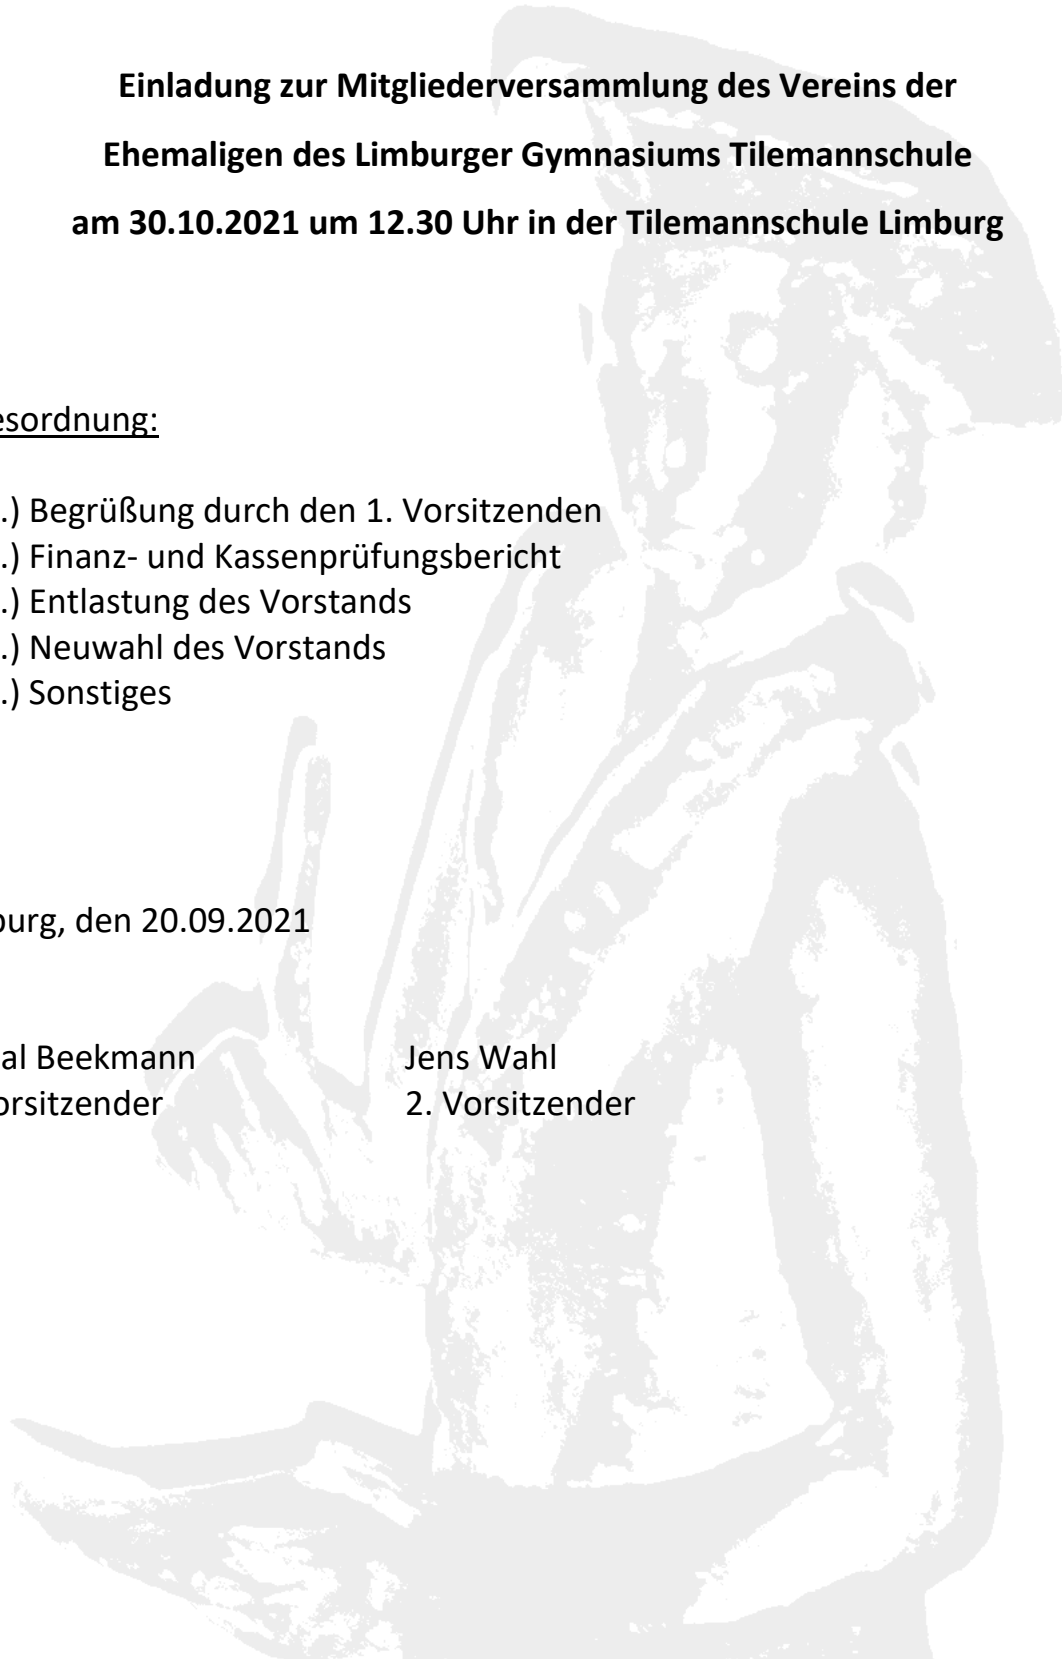 Einladung zur Mitgliederversammlung des Vereins der
Ehemaligen des Limburger Gymnasiums Tilemannschule
am 30.10.2021 um 12.30 Uhr in der Tilemannschule Limburg
esordnung:
.) Begrüßung durch den 1. Vorsitzenden
.) Finanz- und Kassenprüfungsbericht
.) Entlastung des Vorstands
.) Neuwahl des Vorstands
.) Sonstiges
burg, den 20.09.2021
al Beekmann Jens Wahl
orsitzender 2. Vorsitzender